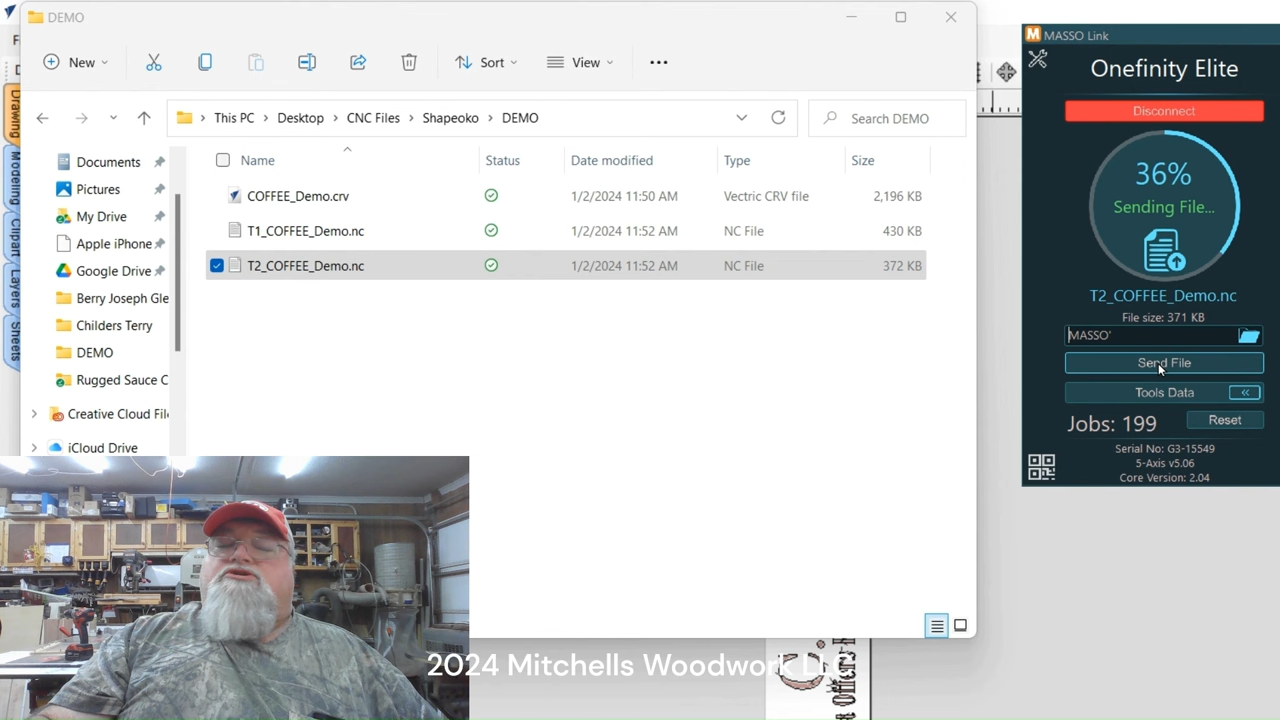 DEMO
New
Sort
View
This PC > Desktop > CNC Files > Shpeoko > DEMO
Search DEMO
Name Status Date modified Type Size
COFFEE_Demo.crv 1/2/2024 11:50 AM Vectric CRV file 2,196 KB
T1_COFFEE_Demo.nc 1/2/2024 11:52 AM NC File 430 KB
T2_COFFEE_Demo.nc 1/2/2024 11:52 AM NC File 372 KB
Documents
Pictures
My Drive
Apple iPhone
Google Drive
Berry Joseph Gle
Childers Terry
DEMO
Rugged Sauce C
Creative Cloud File
iCloud Drive
Drawing
Modeling
Clipart
Layers
Sheets
M MASSO Link
Onefinity Elite
Disconnect
36%
Sending File...
T2_COFFEE_Demo.nc
File size: 371 KB
MASSO'
Send File
Tools Data <<
Jobs: 199 Reset
Serial No: G3-15549
5-Axis v5.06
Core Version: 2.04
2024 Mitchells Woodwork LLC